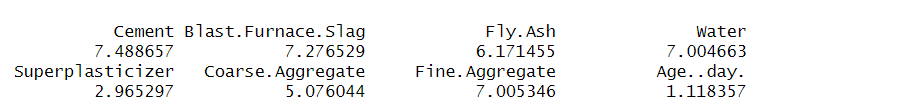 Cement Blast.Furnace.Slag Fly.Ash Water
7.488657 7.276529 6.171455 7.004663
Superplasticizer Coarse.Aggregate Fine.Aggregate Age..day.
2.965297 5.076044 7.005346 1.118357